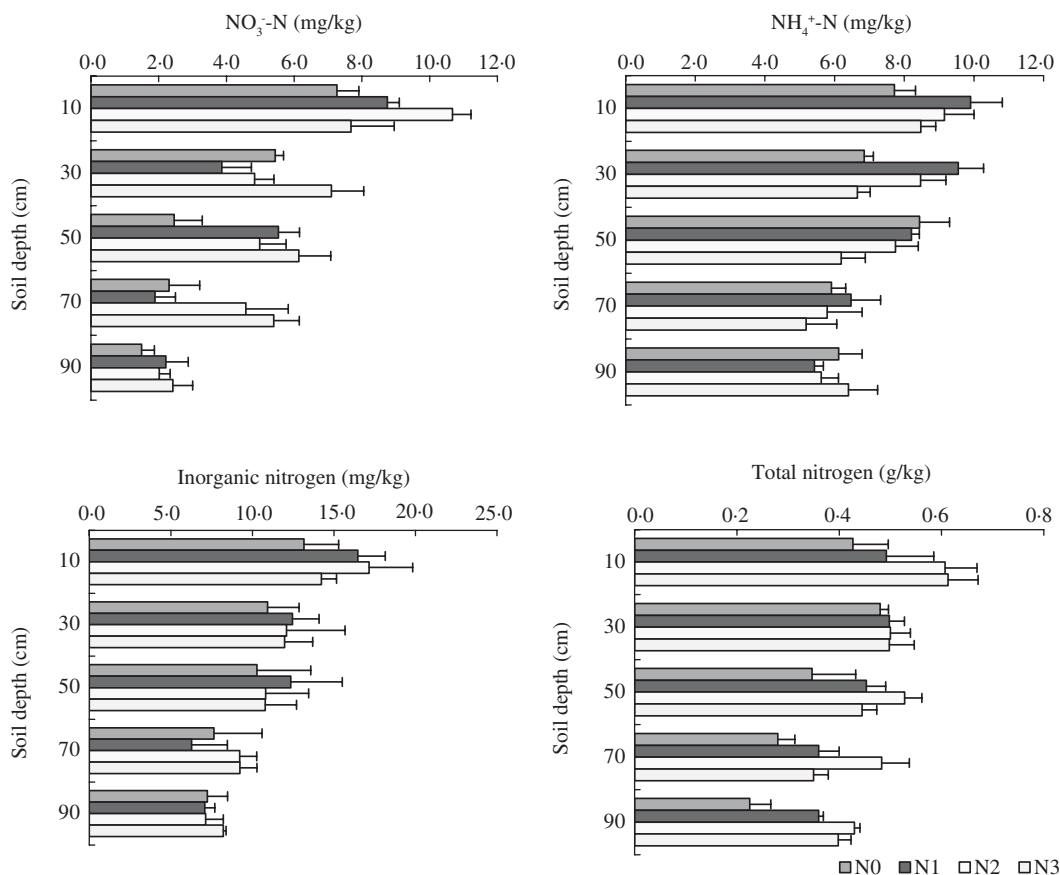 NO₃⁻-N (mg/kg)
0·0 2·0 4·0 6·0 8·0 10·0 12·0
Soil depth (cm)
10
30
50
70
90
NH₄⁺-N (mg/kg)
0·0 2·0 4·0 6·0 8·0 10·0 12·0
Soil depth (cm)
10
30
50
70
90
Inorganic nitrogen (mg/kg)
0·0 5·0 10·0 15·0 20·0 25·0
Soil depth (cm)
10
30
50
70
90
Total nitrogen (g/kg)
0·0 0·2 0·4 0·6 0·8
Soil depth (cm)
10
30
50
70
90
N0 N1 N2 N3